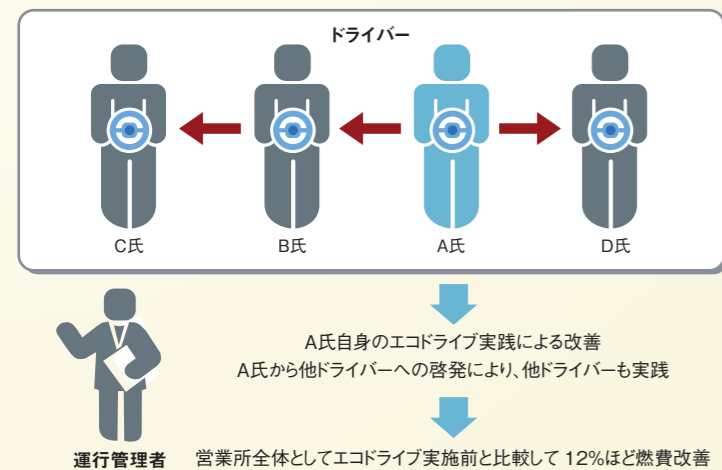 ドライバー
C氏
B氏
A氏
D氏
A氏自身のエコドライブ実践による改善
A氏から他ドライバーへの啓発により、他ドライバーも実践
運行管理者
営業所全体としてエコドライブ実施前と比較して12%ほど燃費改善